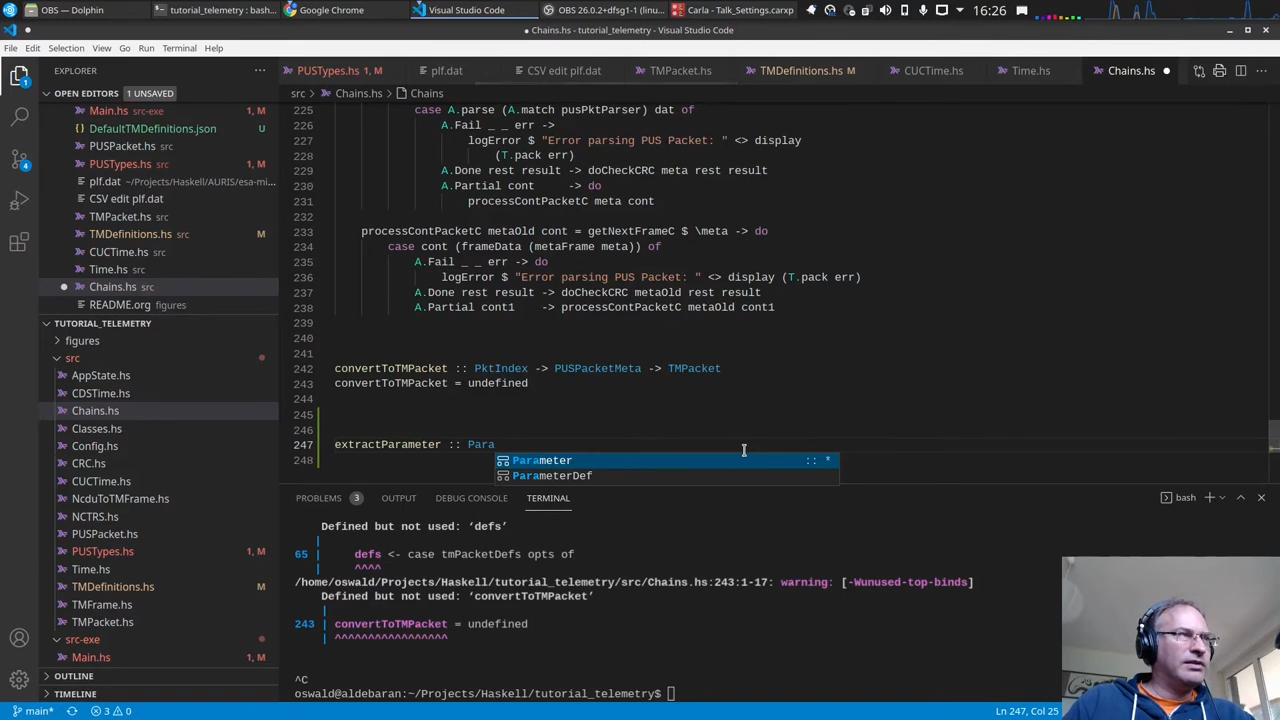 OBS — Dolphin
tutorial_telemetry : bash...
Google Chrome
Visual Studio Code
OBS 26.0.2+dfsg1-1 (linu...
Carla - Talk_Settings.carxp
16:26
● Chains.hs - tutorial_telemetry - Visual Studio Code
File Edit Selection View Go Run Terminal Help
EXPLORER
PUSTypes.hs 1, M
plf.dat
CSV edit plf.dat
TMPacket.hs
TMDefinitions.hs M
CUCTime.hs
Time.hs
Chains.hs
OPEN EDITORS 1 UNSAVED
src > Chains.hs > Chains
Main.hs src-exe 1, M
DefaultTMDefinitions.json U
PUSPacket.hs src
PUSTypes.hs src 1, M
plf.dat ~/Projects/Haskell/AURIS/esa-mi...
CSV edit plf.dat
TMPacket.hs src
TMDefinitions.hs src M
CUCTime.hs src
Time.hs src
Chains.hs src
README.org figures
TUTORIAL_TELEMETRY
figures
src
AppState.hs
CDSTime.hs
Chains.hs
Classes.hs
Config.hs
CRC.hs
CUCTime.hs
NcduToTMFrame.hs
NCTRS.hs
PUSPacket.hs
PUSTypes.hs 1, M
Time.hs
TMDefinitions.hs M
TMFrame.hs
TMPacket.hs
src-exe
Main.hs 1, M
OUTLINE
TIMELINE
225 case A.parse (A.match pusPktParser) dat of
226 A.Fail _ _ err ->
227 logError $ "Error parsing PUS Packet: " <> display
228 (T.pack err)
229 A.Done rest result -> doCheckCRC meta rest result
230 A.Partial cont -> do
231 processContPacketC meta cont
232
233 processContPacketC metaOld cont = getNextFrameC $ \meta -> do
234 case cont (frameData (metaFrame meta)) of
235 A.Fail _ _ err -> do
236 logError $ "Error parsing PUS Packet: " <> display (T.pack err)
237 A.Done rest result -> doCheckCRC metaOld rest result
238 A.Partial cont1 -> processContPacketC metaOld cont1
239
240
241
242 convertToTMPacket :: PktIndex -> PUSPacketMeta -> TMPacket
243 convertToTMPacket = undefined
244
245
246
247 extractParameter :: Para
248
Parameter :: *
ParameterDef
PROBLEMS 3 OUTPUT DEBUG CONSOLE TERMINAL
bash
Defined but not used: ‘defs’
|
65 | defs <- case tmPacketDefs opts of
| ^^^^
/home/oswald/Projects/Haskell/tutorial_telemetry/src/Chains.hs:243:1-17: warning: [-Wunused-top-binds]
Defined but not used: ‘convertToTMPacket’
|
243 | convertToTMPacket = undefined
| ^^^^^^^^^^^^^^^^^
^C
oswald@aldebaran:~/Projects/Haskell/tutorial_telemetry$
main* 3 0
Ln 247, Col 25